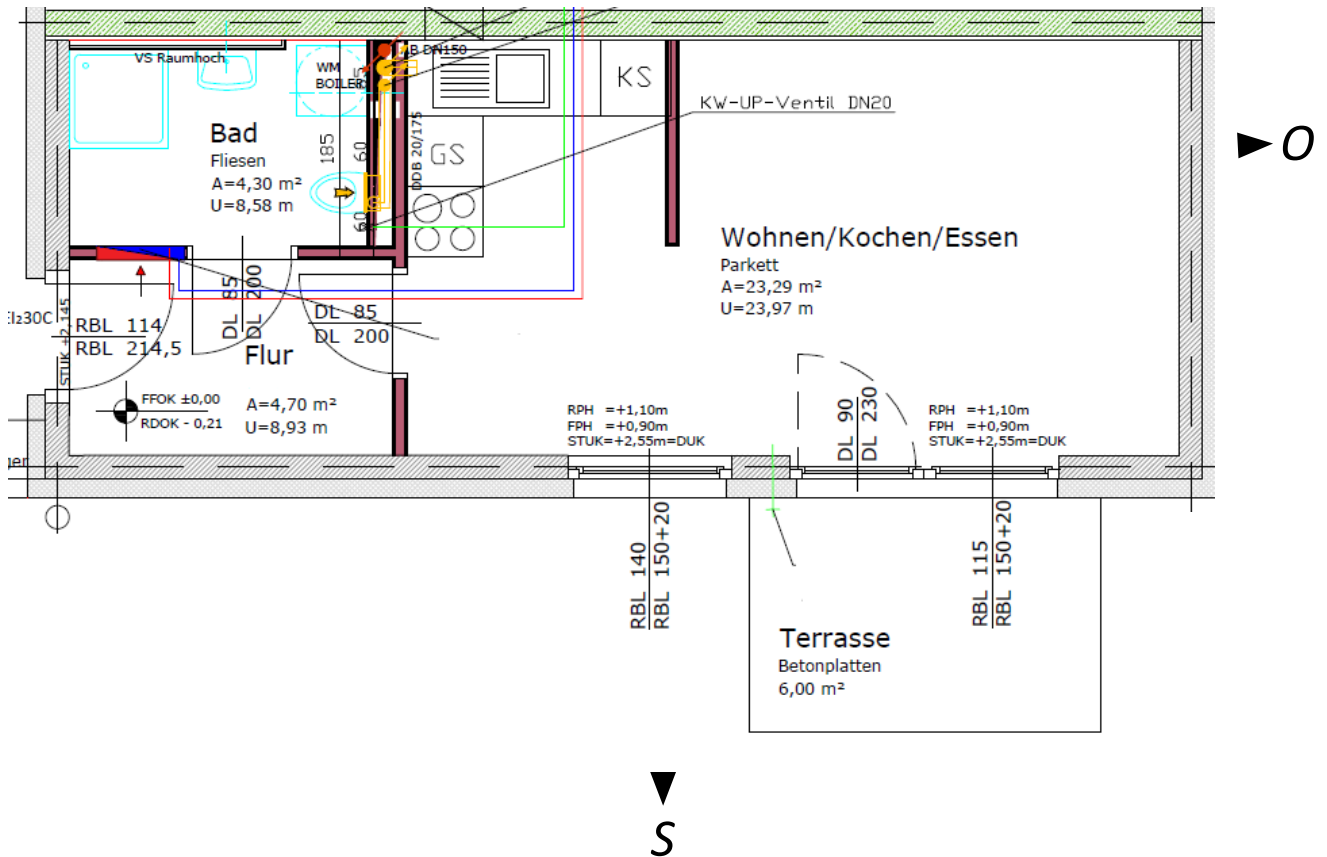 VS Raumhoch
WM
BOILER
AB DN150
KS
KW-UP-Ventil DN20
O
Bad
Fliesen
A=4,30 m²
U=8,58 m
185
60
60
DDB 20/175
GS
Wohnen/Kochen/Essen
Parkett
A=23,29 m²
U=23,97 m
EI₂30C
STUK +2,145
RBL 114
RBL 214,5
DL 85
DL 200
DL 85
DL 200
Flur
A=4,70 m²
U=8,93 m
FFOK ±0,00
RDOK - 0,21
RPH =+1,10m
FPH =+0,90m
STUK=+2,55m=DUK
DL 90
DL 230
RPH =+1,10m
FPH =+0,90m
STUK=+2,55m=DUK
RBL 140
RBL 150+20
RBL 115
RBL 150+20
Terrasse
Betonplatten
6,00 m²
S